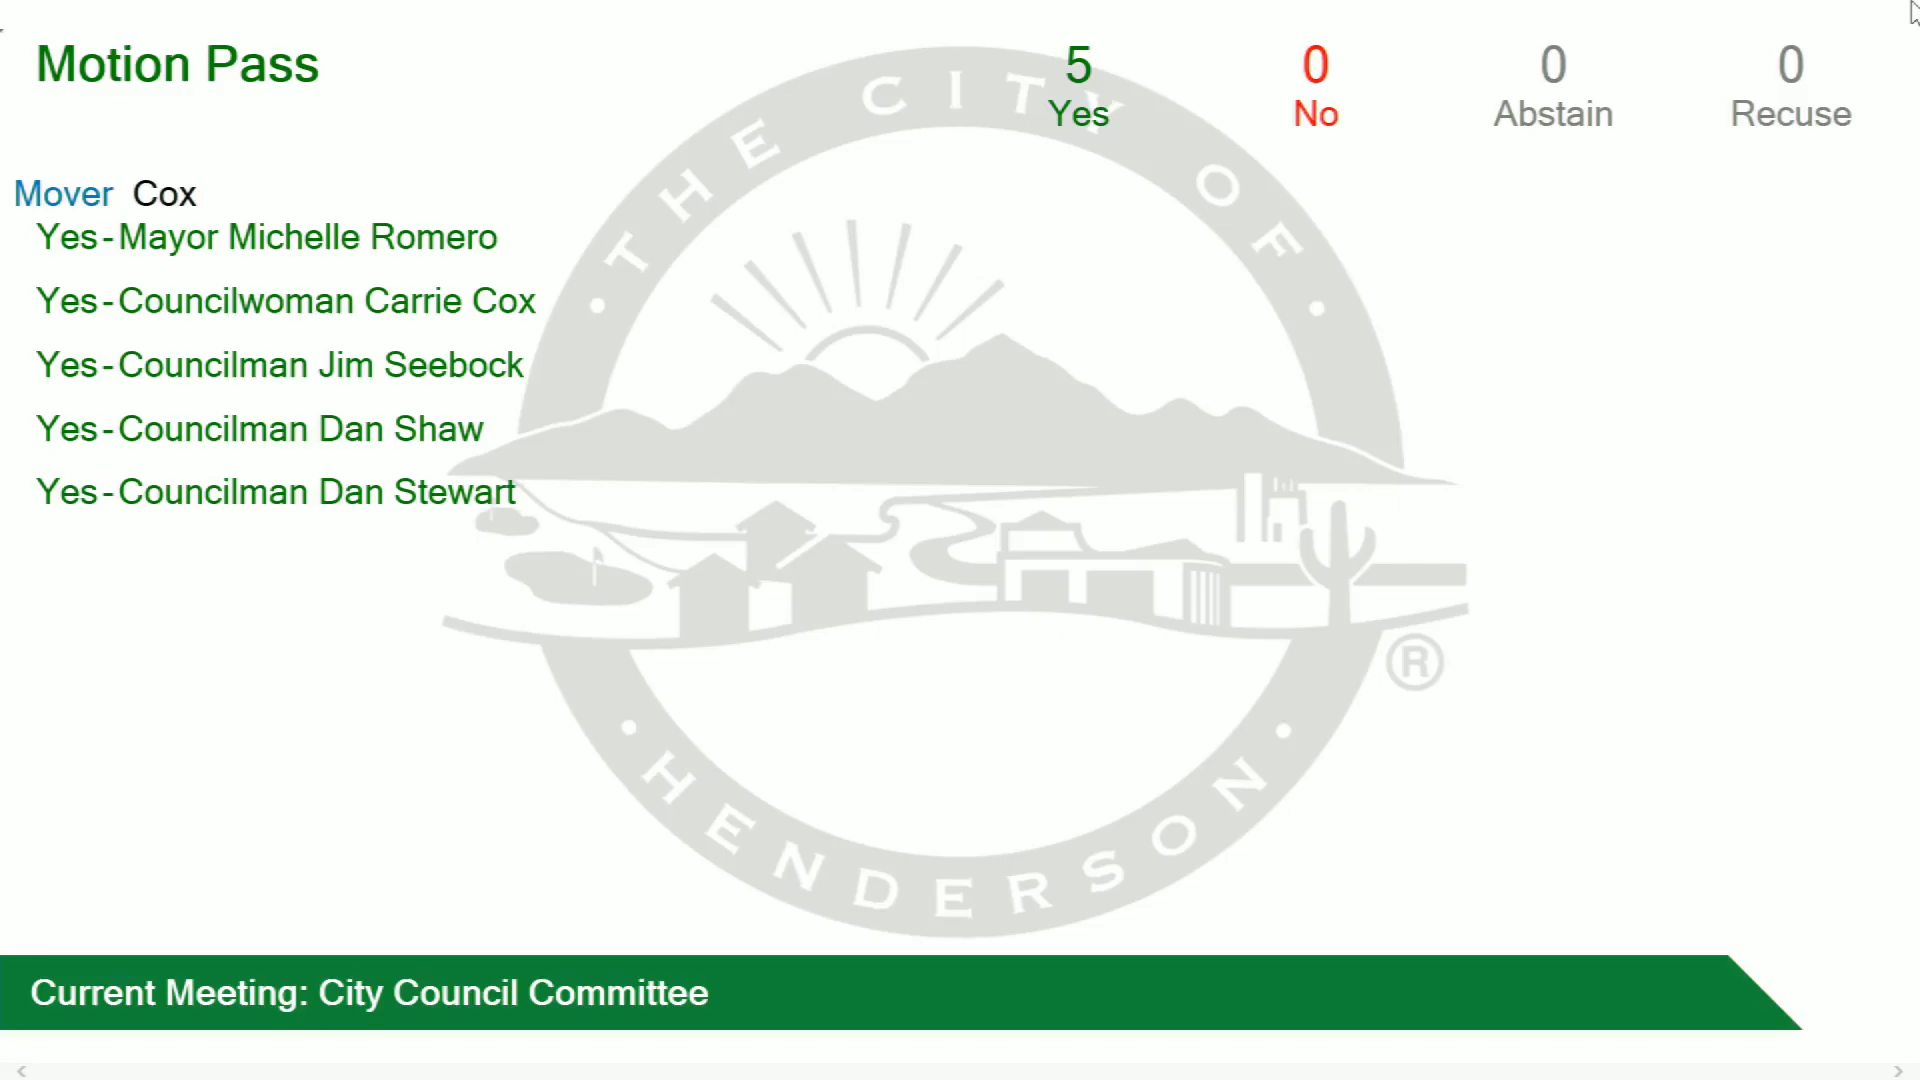 Motion Pass
5
Yes
0
No
0
Abstain
0
Recuse
Mover Cox
Yes-Mayor Michelle Romero
Yes-Councilwoman Carrie Cox
Yes-Councilman Jim Seebock
Yes-Councilman Dan Shaw
Yes-Councilman Dan Stewart
• THE CITY OF •
®
• HENDERSON •
Current Meeting: City Council Committee